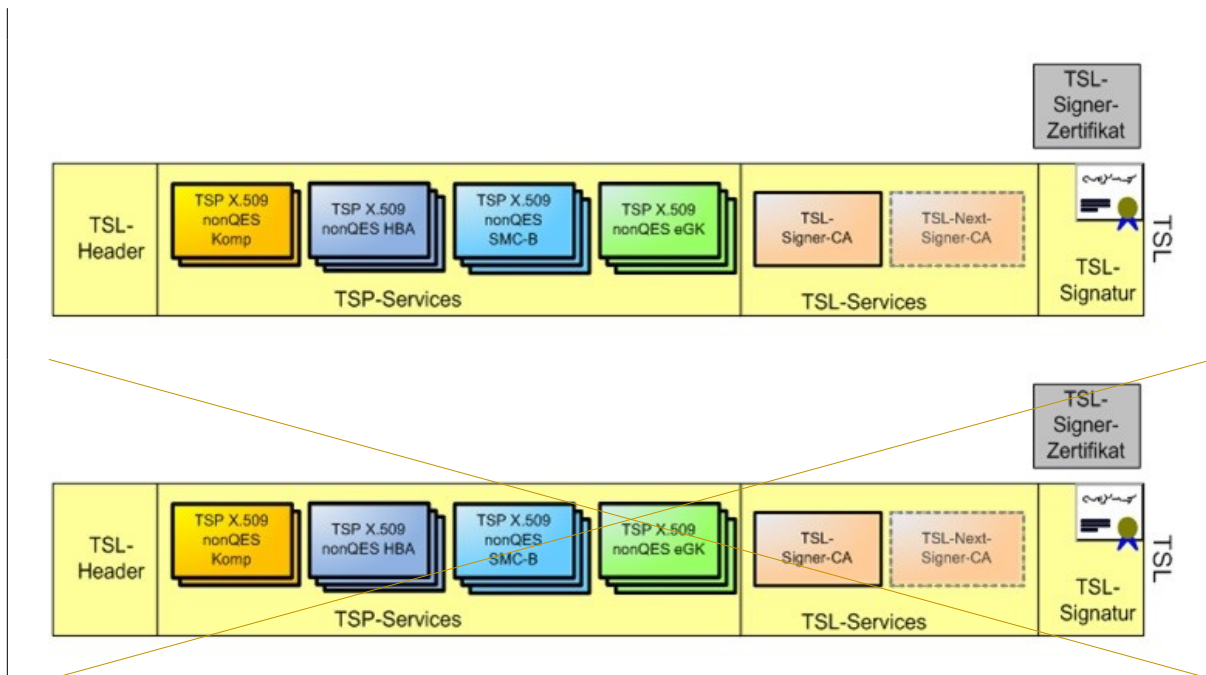 TSL-
Signer-
Zertifikat
TSL-
Header
TSP X.509
nonQES
Komp
TSP X.509
nonQES HBA
TSP X.509
nonQES
SMC-B
TSP X.509
nonQES eGK
TSP-Services
TSL-
Signer-CA
TSL-Next-
Signer-CA
TSL-Services
TSL-
Signatur
TSL
TSL-
Signer-
Zertifikat
TSL-
Header
TSP X.509
nonQES
Komp
TSP X.509
nonQES HBA
TSP X.509
nonQES
SMC-B
TSP X.509
nonQES eGK
TSP-Services
TSL-
Signer-CA
TSL-Next-
Signer-CA
TSL-Services
TSL-
Signatur
TSL